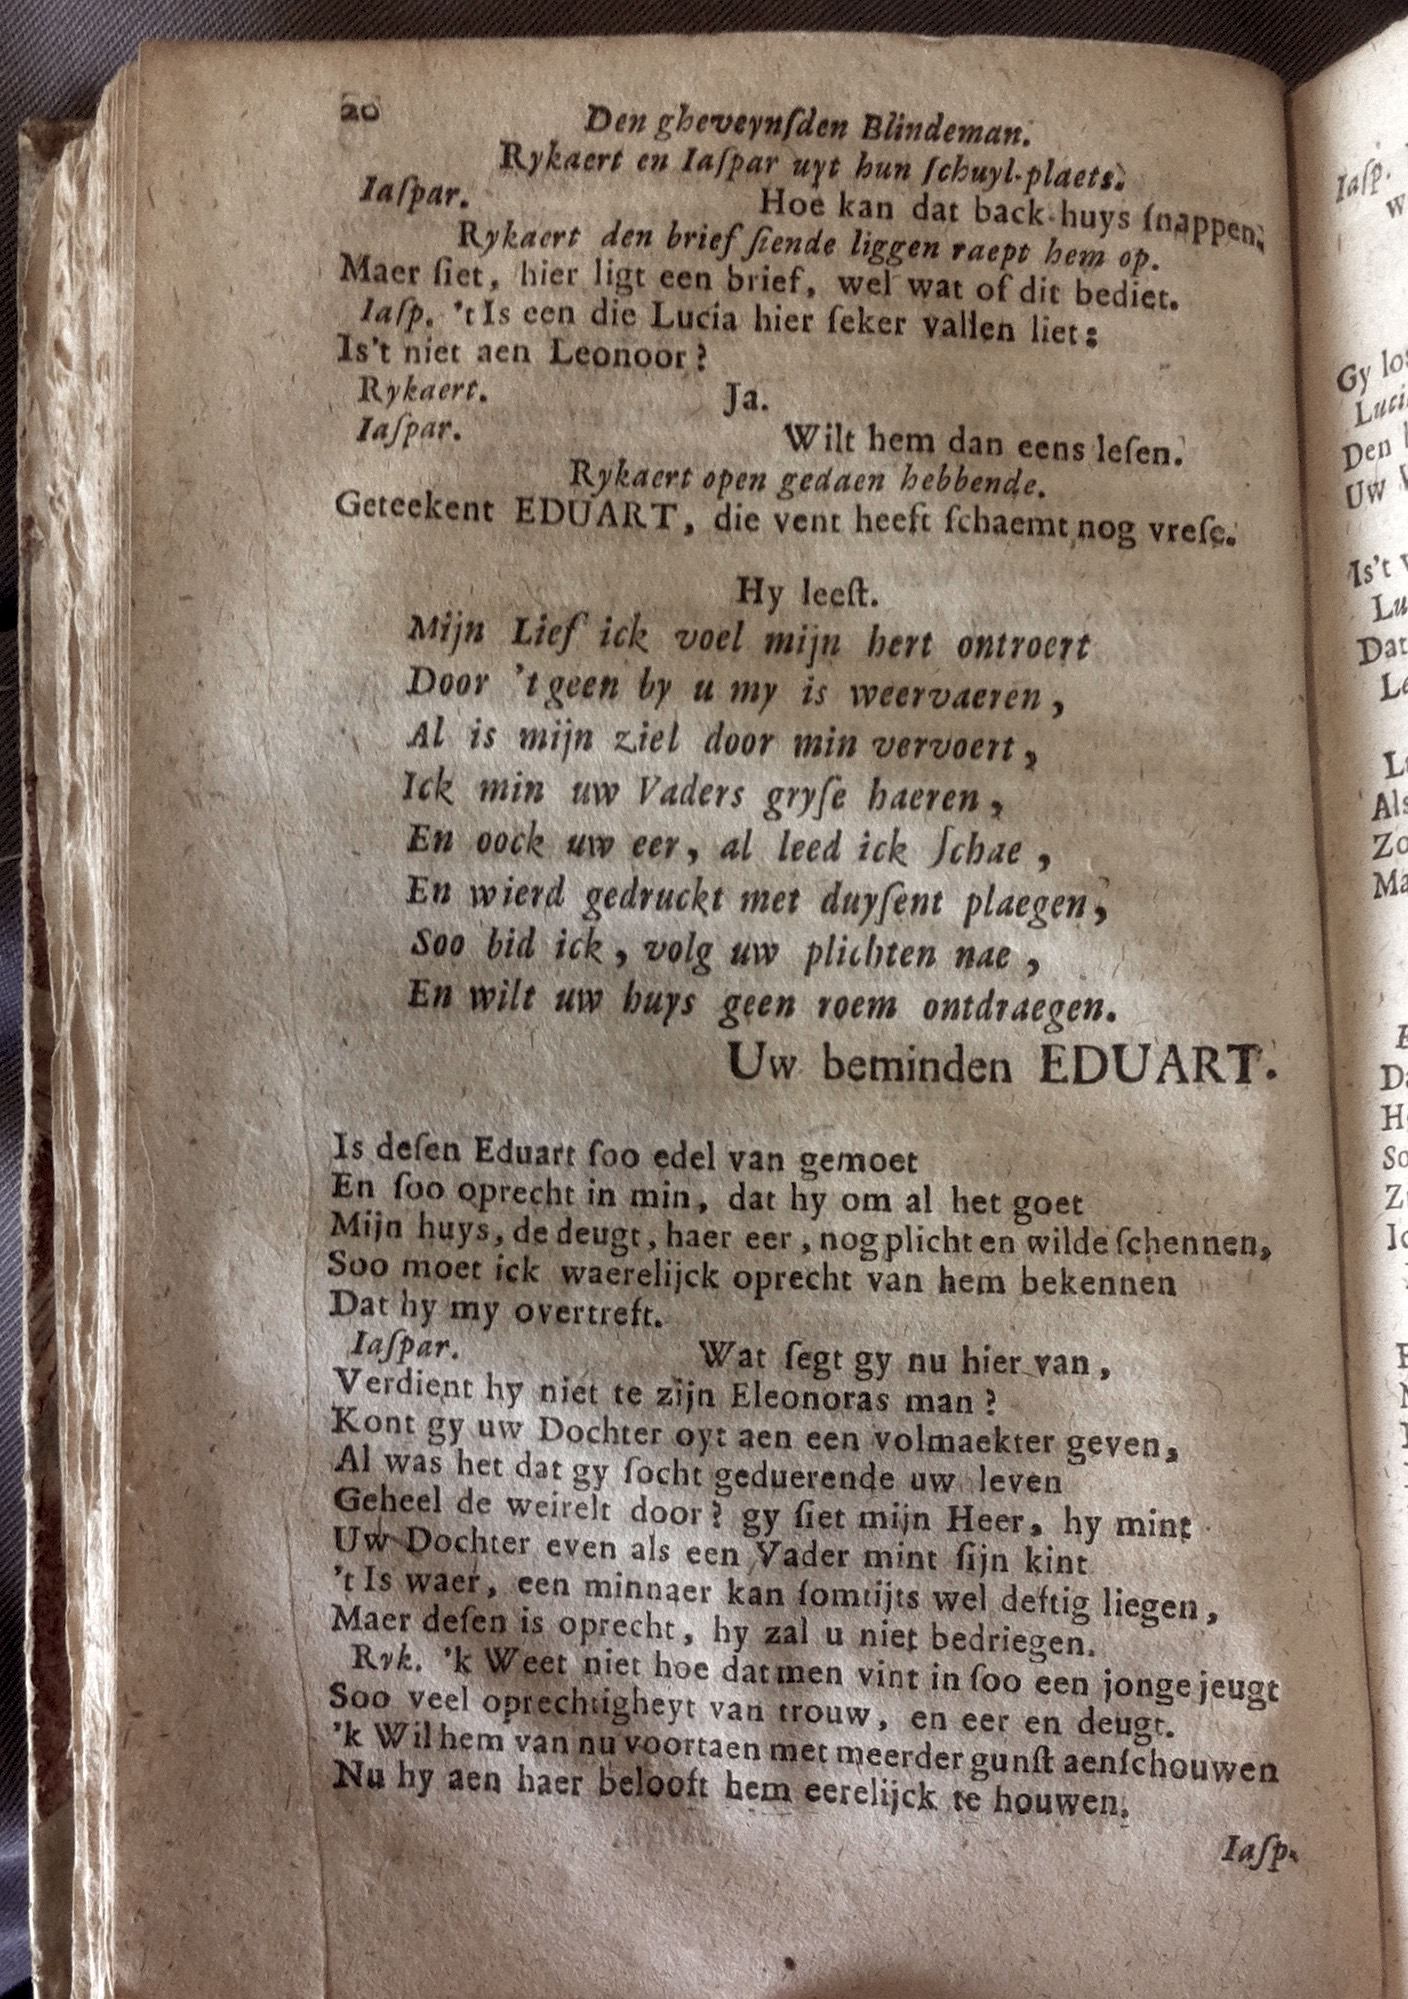 20
Den gheveynſden Blindeman.
Rykaert en Iaſpar uyt hun ſchuyl-plaets.
Iaſpar. Hoe kan dat back-huys ſnappen.
Rykaert den brief ſiende liggen raept hem op.
Maer ſiet, hier ligt een brief, wel wat of dit bediet.
Iaſp. 't Is een die Lucia hier ſeker vallen liet:
Is't niet aen Leonoor?
Rykaert. Ja.
Iaſpar. Wilt hem dan eens leſen.
Rykaert open gedaen hebbende.
Geteekent EDUART, die vent heeft ſchaemt nog vreſe.
Hy leeſt.
Mijn Lief ick voel mijn hert ontroert
Door 't geen by u my is weervaeren,
Al is mijn ziel door min vervoert,
Ick min uw Vaders gryſe haeren,
En oock uw eer, al leed ick ſchae,
En wierd gedruckt met duyſent plaegen,
Soo bid ick, volg uw plichten nae,
En wilt uw huys geen roem ontdraegen.
Uw beminden EDUART.
Is deſen Eduart ſoo edel van gemoet
En ſoo oprecht in min, dat hy om al het goet
Mijn huys, de deugt, haer eer, nog plicht en wilde ſchennen,
Soo moet ick waerelijck oprecht van hem bekennen
Dat hy my overtreft.
Iaſpar. Wat ſegt gy nu hier van,
Verdient hy niet te zijn Eleonoras man?
Kont gy uw Dochter oyt aen een volmaekter geven,
Al was het dat gy ſocht geduerende uw leven
Geheel de weirelt door? gy ſiet mijn Heer, hy mint
Uw Dochter even als een Vader mint ſijn kint
't Is waer, een minnaer kan ſomtijts wel deftig liegen,
Maer deſen is oprecht, hy zal u niet bedriegen.
Ryk. 'k Weet niet hoe dat men vint in ſoo een jonge jeugt
Soo veel oprechtigheyt van trouw, en eer en deugt.
'k Wil hem van nu voortaen met meerder gunſt aenſchouwen
Nu hy aen haer belooft hem eerelijck te houwen.
Iaſp.
Iaſp.
w
Gy
Luci
Den
Uw
Is't
Lu
Dat
Le
Als
Zo
Ma